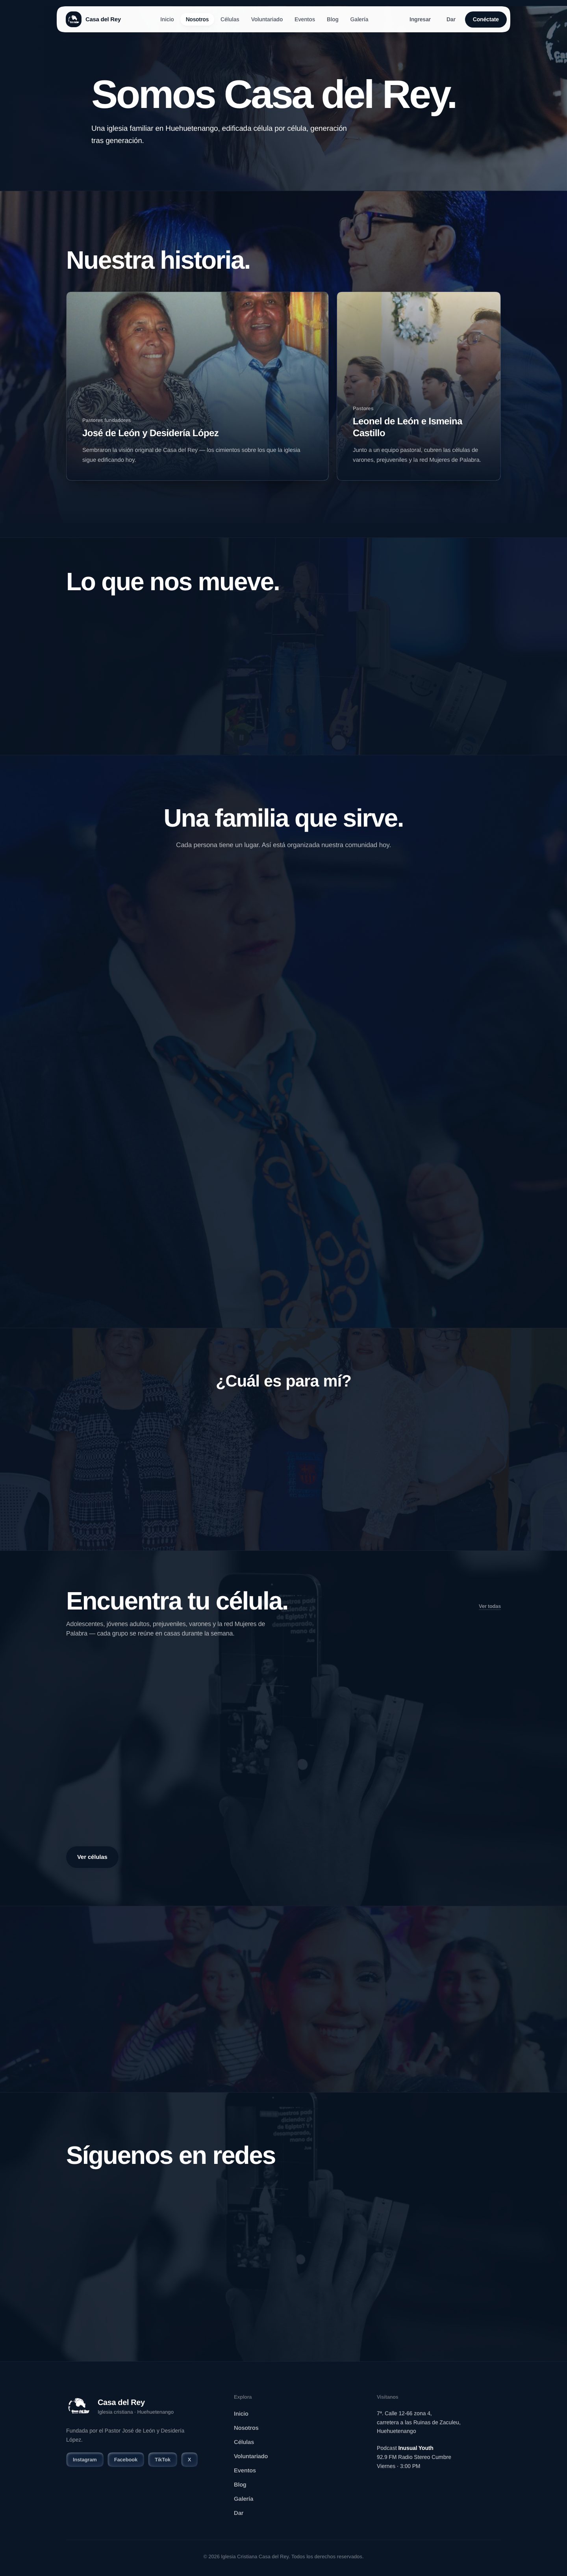 Casa del Rey
Inicio
Nosotros
Células
Voluntariado
Eventos
Blog
Galería
Ingresar
Dar
Conéctate
Somos Casa del Rey.
Una iglesia familiar en Huehuetenango, edificada célula por célula, generación
tras generación.
Nuestra historia.
Pastores fundadores
José de León y Desidería López
Sembraron la visión original de Casa del Rey — los cimientos sobre los que la iglesia
sigue edificando hoy.
Pastores
Leonel de León e Ismeina
Castillo
Junto a un equipo pastoral, cubren las células de
varones, prejuveniles y la red Mujeres de Palabra.
Lo que nos mueve.
Una familia que sirve.
Cada persona tiene un lugar. Así está organizada nuestra comunidad hoy.
¿Cuál es para mí?
Encuentra tu célula.
Ver todas
Adolescentes, jóvenes adultos, prejuveniles, varones y la red Mujeres de
Palabra — cada grupo se reúne en casas durante la semana.
Ver células
Síguenos en redes
Casa del Rey
Iglesia cristiana · Huehuetenango
Fundada por el Pastor José de León y Desidería
López.
Instagram
Facebook
TikTok
X
Explora
Inicio
Nosotros
Células
Voluntariado
Eventos
Blog
Galería
Dar
Visítanos
7ª. Calle 12-66 zona 4,
carretera a las Ruinas de Zaculeu,
Huehuetenango
Podcast Inusual Youth
92.9 FM Radio Stereo Cumbre
Viernes · 3:00 PM
© 2026 Iglesia Cristiana Casa del Rey. Todos los derechos reservados.